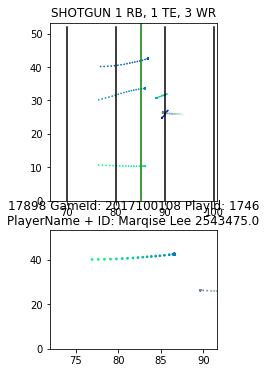 SHOTGUN 1 RB, 1 TE, 3 WR
50
40
30
20
10
0
70 80 90 100
17898 GameId: 2017100108 PlayId: 1746
PlayerName + ID: Marqise Lee 2543475.0
40
20
0
75 80 85 90